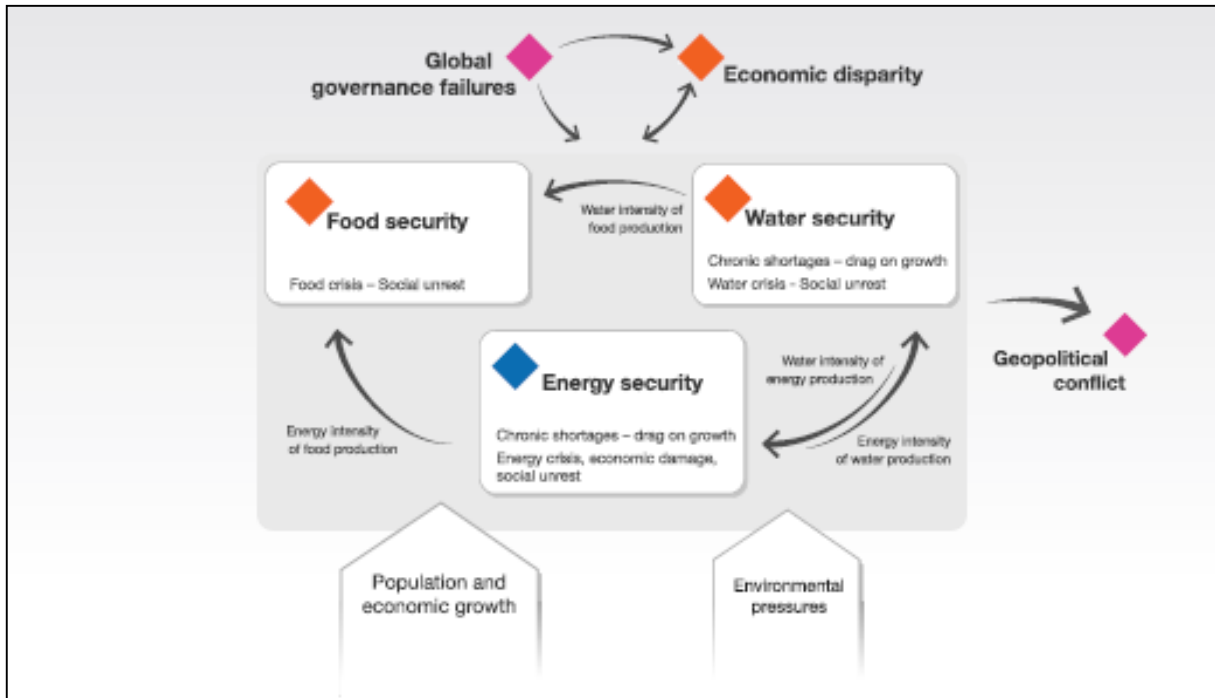 Global
governance failures
Economic disparity
Food security
Food crisis – Social unrest
Water intensity of
food production
Water security
Chronic shortages – drag on growth
Water crisis - Social unrest
Geopolitical
conflict
Energy security
Chronic shortages – drag on growth
Energy crisis, economic damage,
social unrest
Water intensity of
energy production
Energy intensity
of food production
Energy intensity
of water production
Population and
economic growth
Environmental
pressures